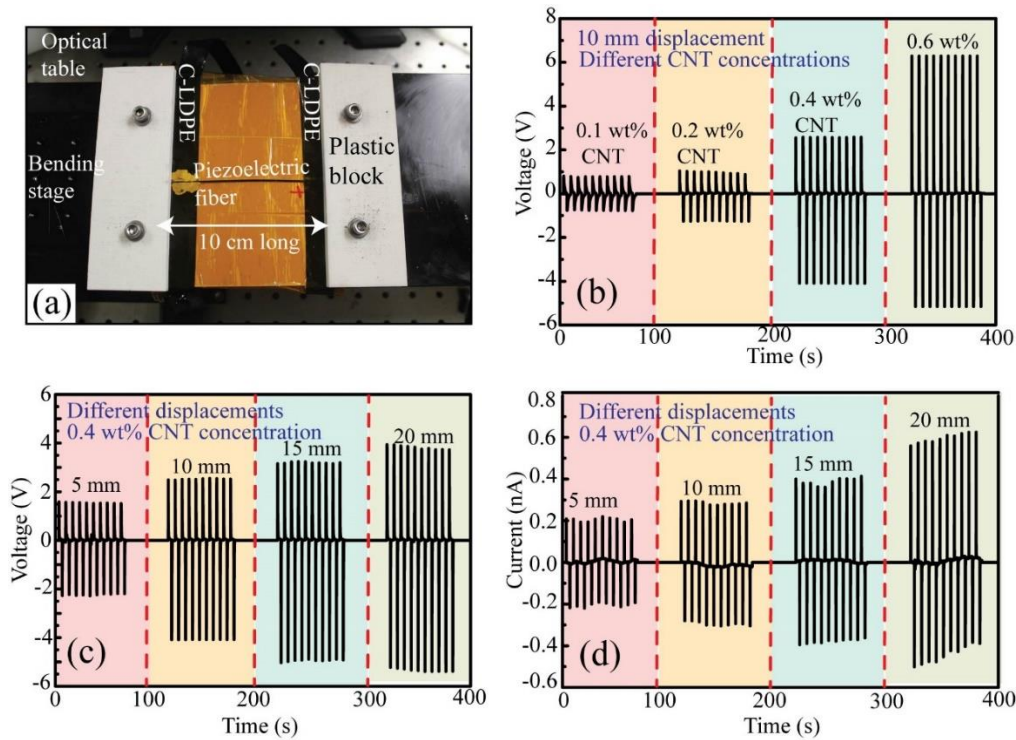 Optical
table
C-LDPE
C-LDPE
Bending
stage
Piezoelectric
fiber
Plastic
block
10 cm long
(a)
10 mm displacement
Different CNT concentrations
0.6 wt%
0.4 wt%
CNT
0.1 wt%
CNT
0.2 wt%
CNT
8
6
4
2
0
-2
-4
-6
Voltage (V)
(b)
0
100
200
300
400
Time (s)
Different displacements
0.4 wt% CNT concentration
5 mm
10 mm
15 mm
20 mm
6
4
2
0
-2
-4
-6
Voltage (V)
(c)
0
100
200
300
400
Time (s)
Different displacements
0.4 wt% CNT concentration
5 mm
10 mm
15 mm
20 mm
0.8
0.6
0.4
0.2
0.0
-0.2
-0.4
-0.6
Current (nA)
(d)
0
100
200
300
400
Time (s)